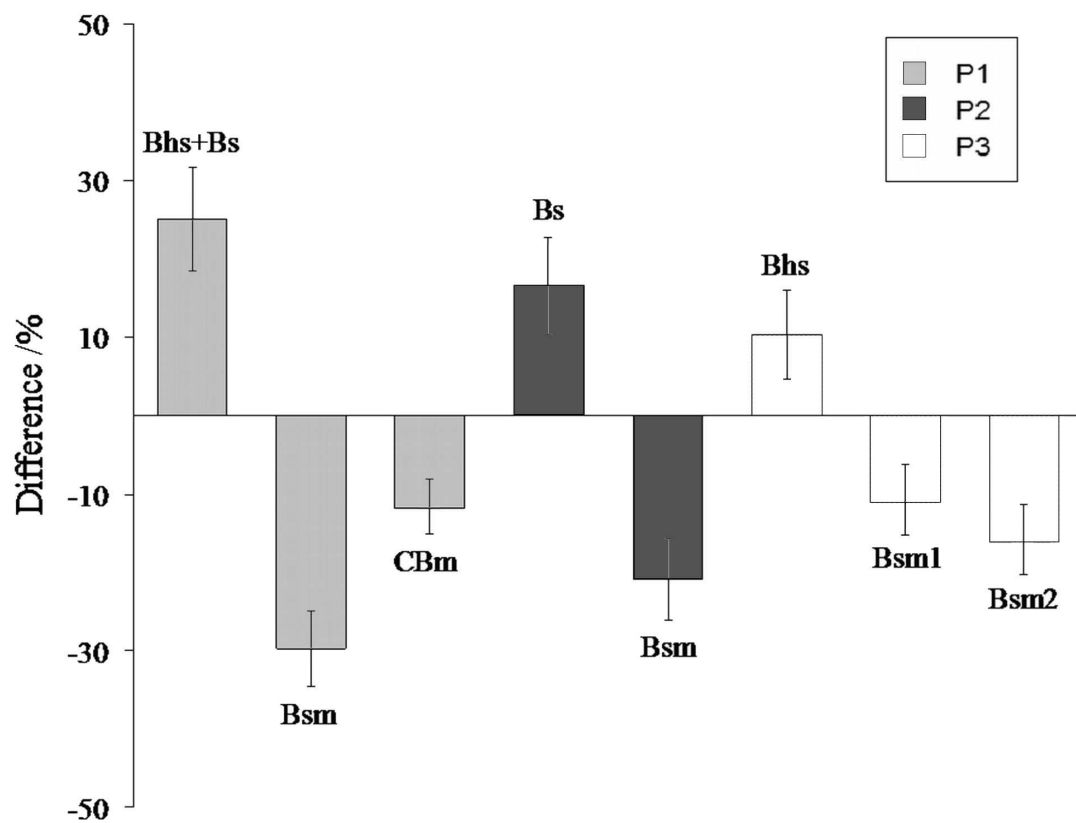 50
30
10
-10
-30
-50
Difference /%
P1
P2
P3
Bhs+Bs
Bsm
CBm
Bs
Bsm
Bhs
Bsm1
Bsm2